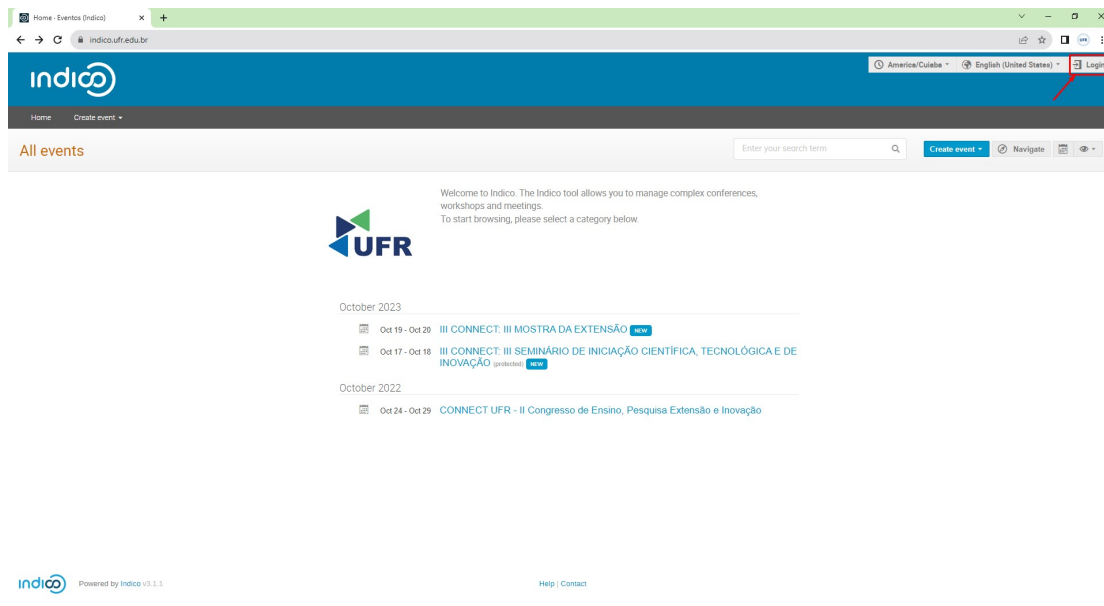 Home - Eventos (Indico)
indico.ufr.edu.br
UFR
indico
America/Cuiaba
English (United States)
Login
Home
Create event
All events
Enter your search term
Create event
Navigate
Welcome to Indico. The Indico tool allows you to manage complex conferences,
workshops and meetings.
To start browsing, please select a category below.
UFR
October 2023
Oct 19 - Oct 20 III CONNECT: III MOSTRA DA EXTENSÃO NEW
Oct 17 - Oct 18 III CONNECT: III SEMINÁRIO DE INICIAÇÃO CIENTÍFICA, TECNOLÓGICA E DE
INOVAÇÃO (protected) NEW
October 2022
Oct 24 - Oct 29 CONNECT UFR - II Congresso de Ensino, Pesquisa Extensão e Inovação
indico
Powered by Indico v3.1.1
Help | Contact